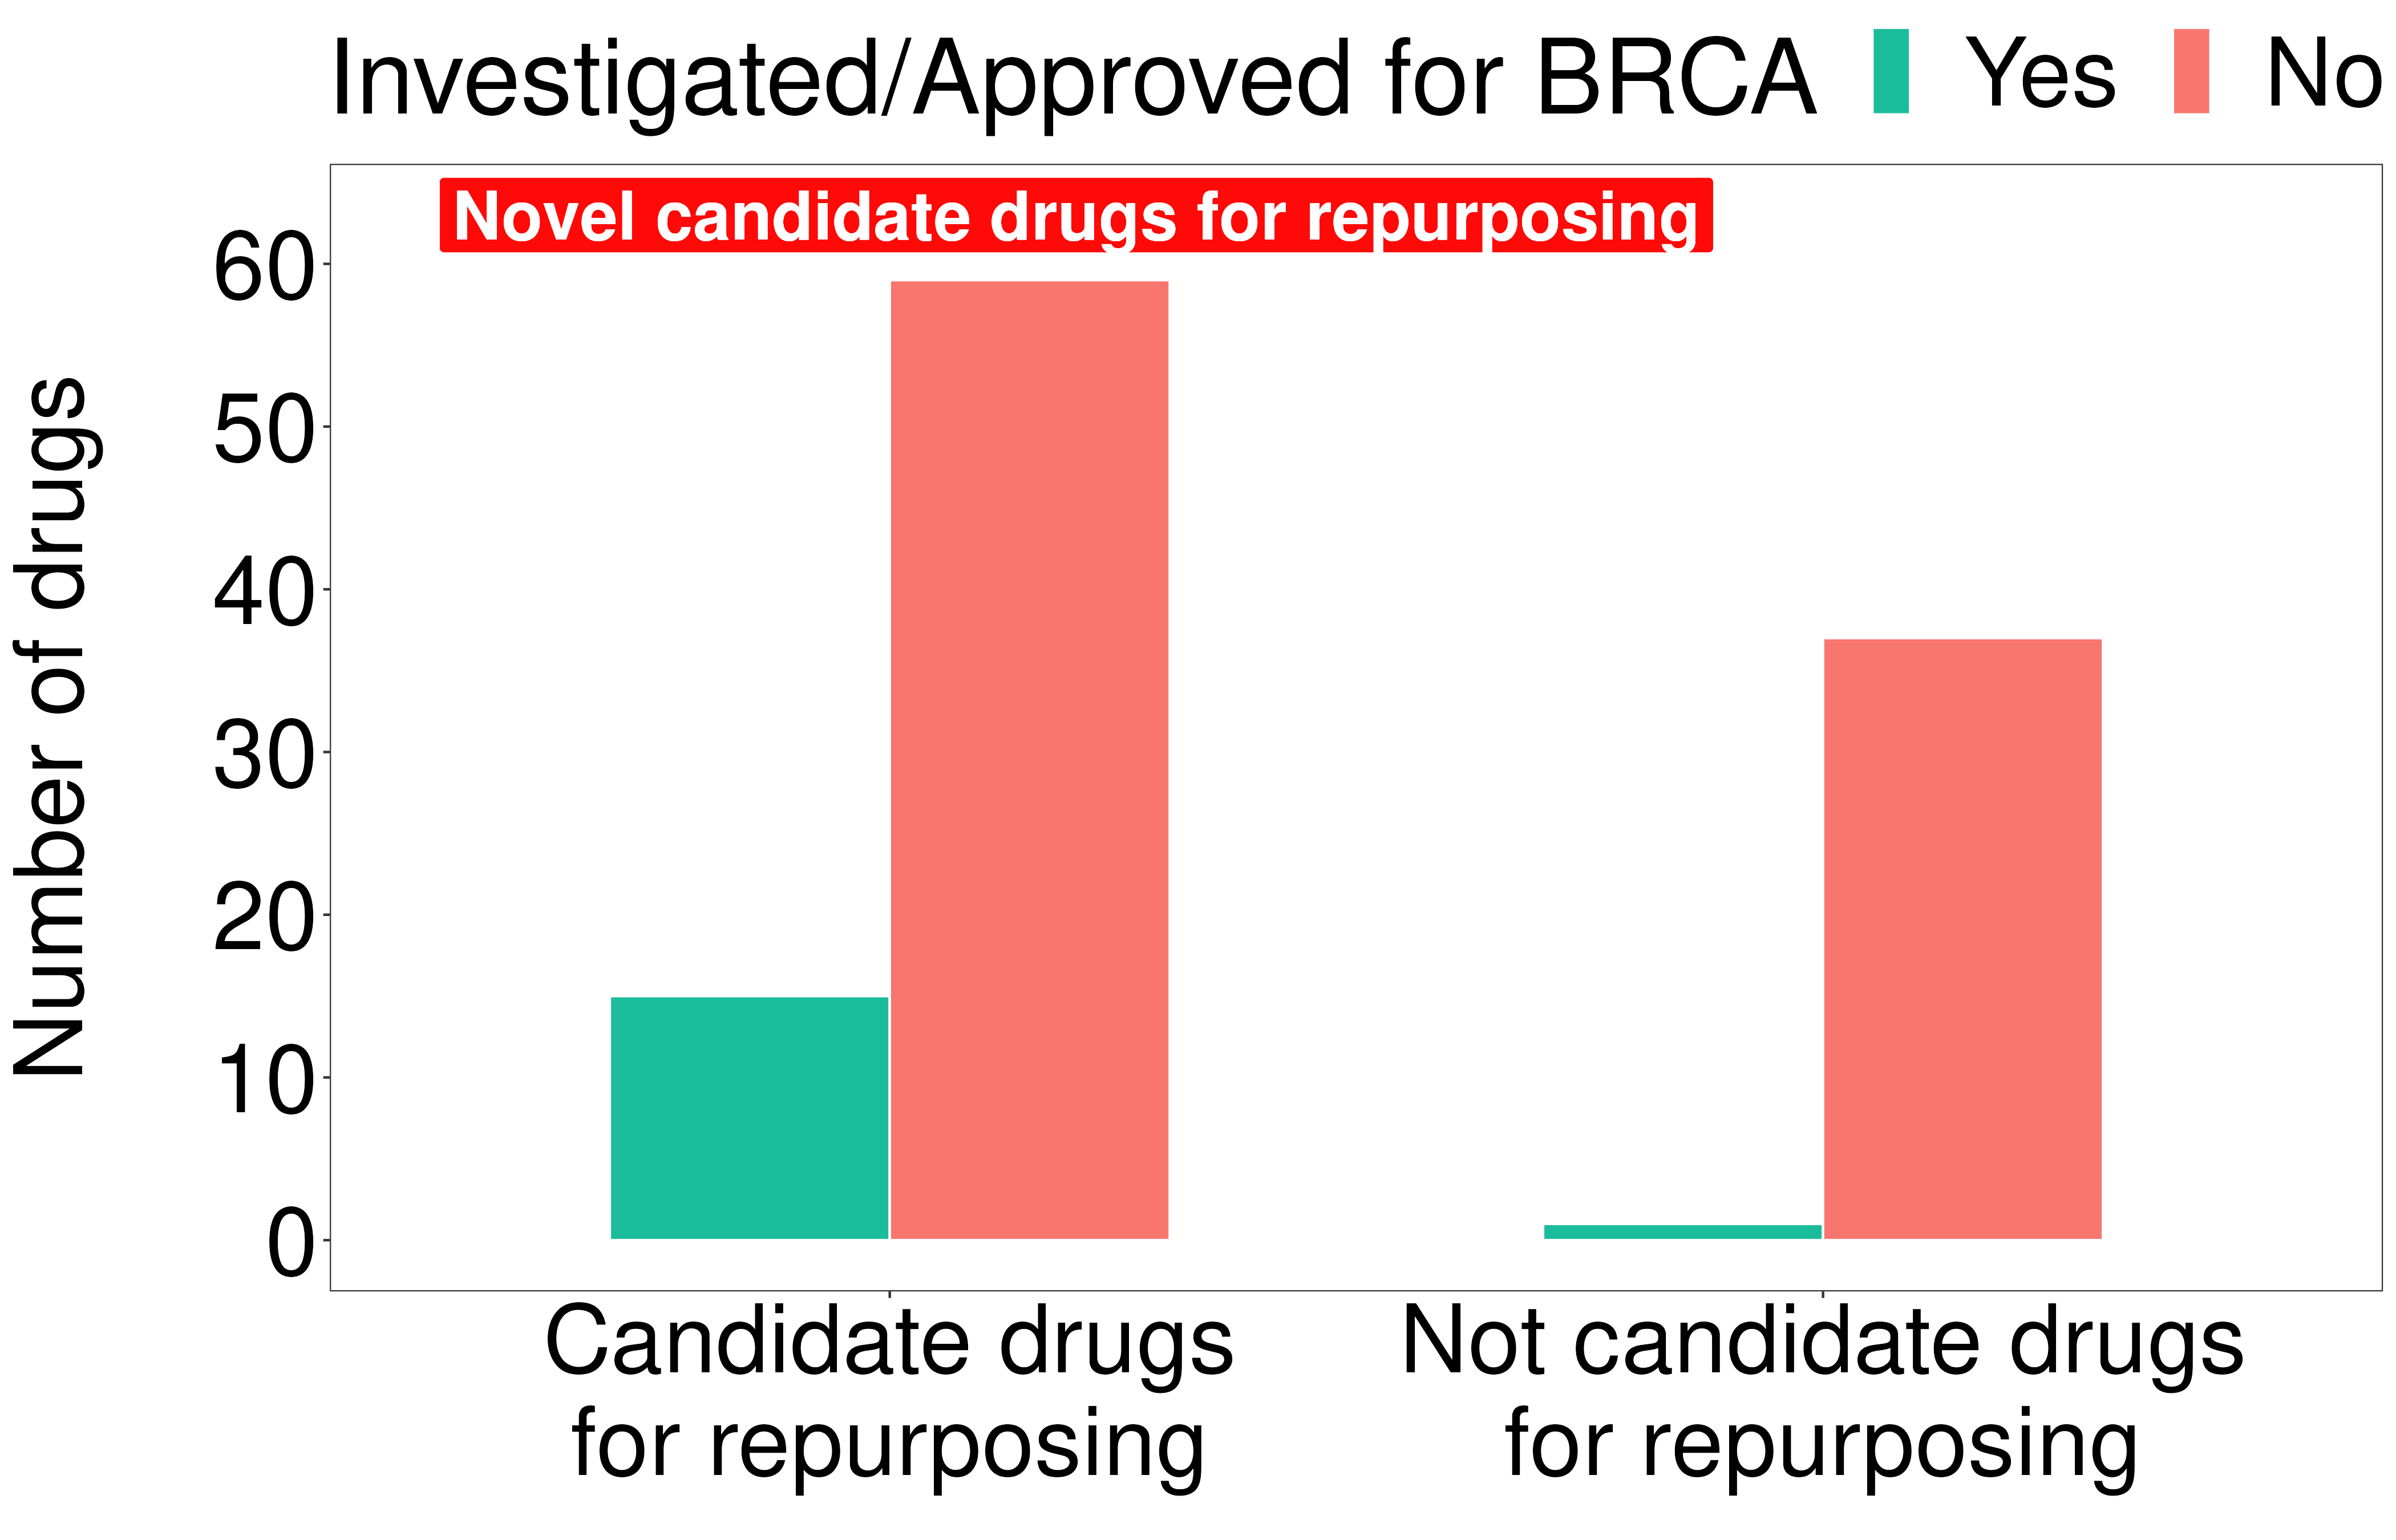 Investigated/Approved for BRCA Yes No
Novel candidate drugs for repurposing
Number of drugs
60
50
40
30
20
10
0
Candidate drugs
for repurposing
Not candidate drugs
for repurposing